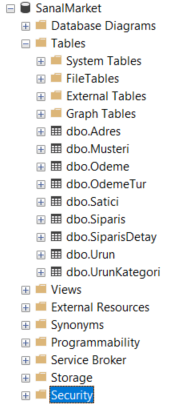 SanalMarket
Database Diagrams
Tables
System Tables
FileTables
External Tables
Graph Tables
dbo.Adres
dbo.Musteri
dbo.Odeme
dbo.OdemeTur
dbo.Satici
dbo.Siparis
dbo.SiparisDetay
dbo.Urun
dbo.UrunKategori
Views
External Resources
Synonyms
Programmability
Service Broker
Storage
Security